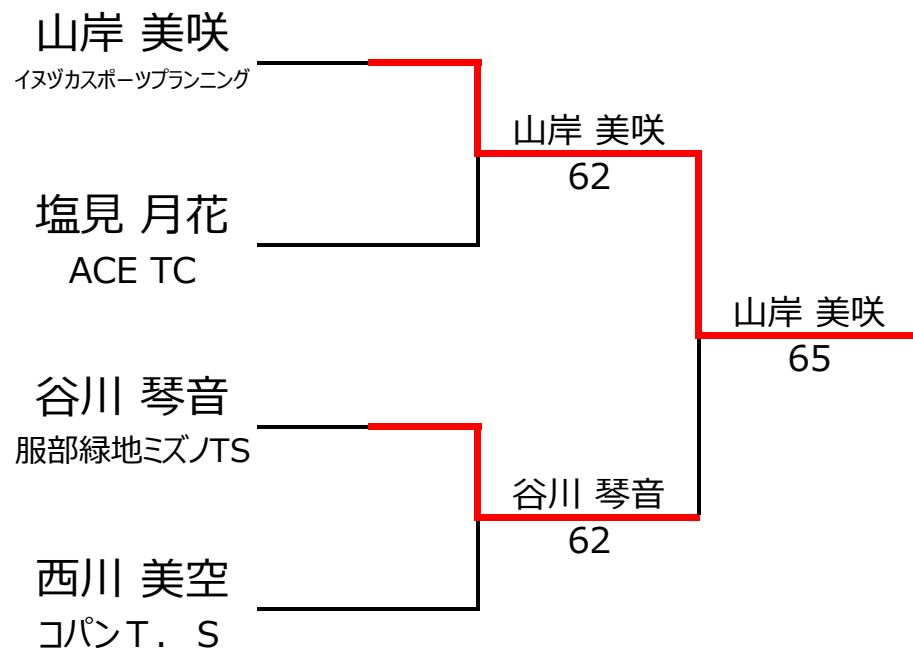 山岸 美咲
イヌヅカスポーツプランニング
山岸 美咲
62
塩見 月花
ACE TC
山岸 美咲
65
谷川 琴音
服部緑地ミズノTS
谷川 琴音
62
西川 美空
コパンT． S